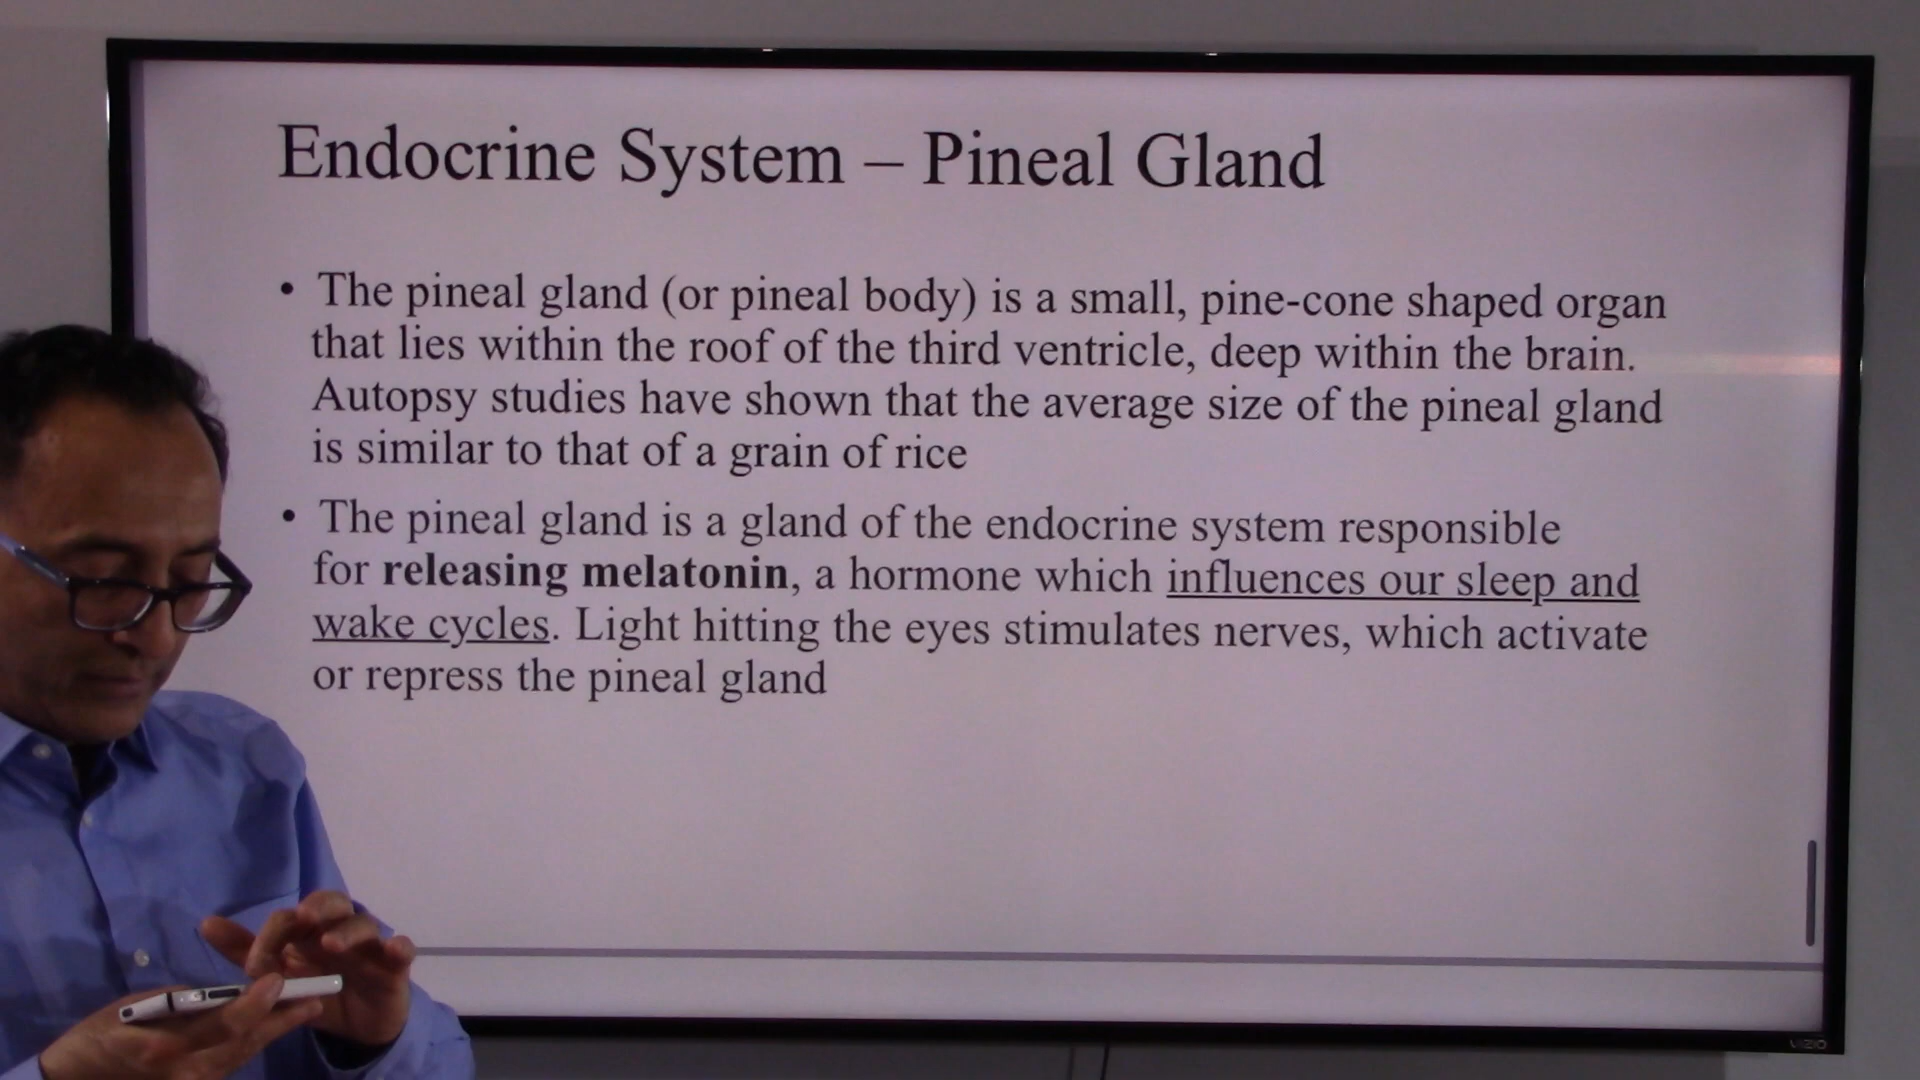 Endocrine System – Pineal Gland
• The pineal gland (or pineal body) is a small, pine-cone shaped organ
that lies within the roof of the third ventricle, deep within the brain.
Autopsy studies have shown that the average size of the pineal gland
is similar to that of a grain of rice
• The pineal gland is a gland of the endocrine system responsible
for releasing melatonin, a hormone which influences our sleep and
wake cycles. Light hitting the eyes stimulates nerves, which activate
or repress the pineal gland
VIZIO